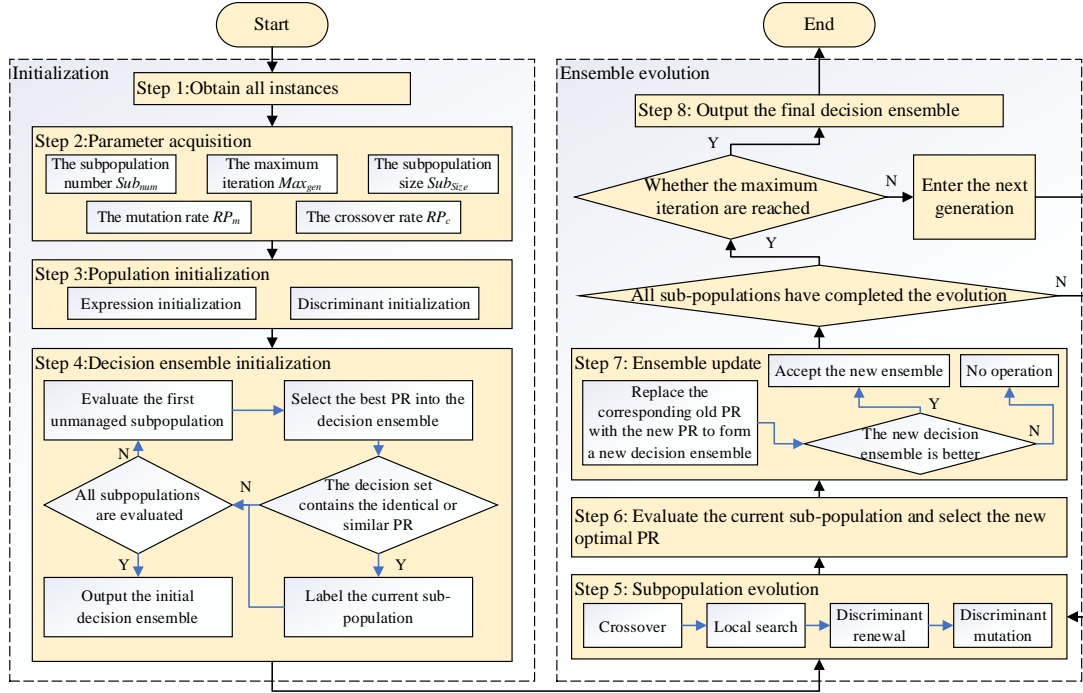 Start
Initialization
Step 1:Obtain all instances
Step 2:Parameter acquisition
The subpopulation
number Subnum
The maximum
iteration Maxgen
The subpopulation
size SubSize
The mutation rate RPm
The crossover rate RPc
Step 3:Population initialization
Expression initialization
Discriminant initialization
Step 4:Decision ensemble initialization
Evaluate the first
unmanaged subpopulation
Select the best PR into the
decision ensemble
N
All subpopulations
are evaluated
N
The decision set
contains the identical or
similar PR
Y
Y
Output the initial
decision ensemble
Label the current sub-
population
End
Ensemble evolution
Step 8: Output the final decision ensemble
Y
Whether the maximum
iteration are reached
N
Enter the next
generation
Y
All sub-populations have completed the evolution
N
Step 7: Ensemble update
Accept the new ensemble
No operation
Replace the
corresponding old PR
with the new PR to form
a new decision ensemble
Y
The new decision
ensemble is better
N
Step 6: Evaluate the current sub-population and select the new
optimal PR
Step 5: Subpopulation evolution
Crossover
Local search
Discriminant
renewal
Discriminant
mutation